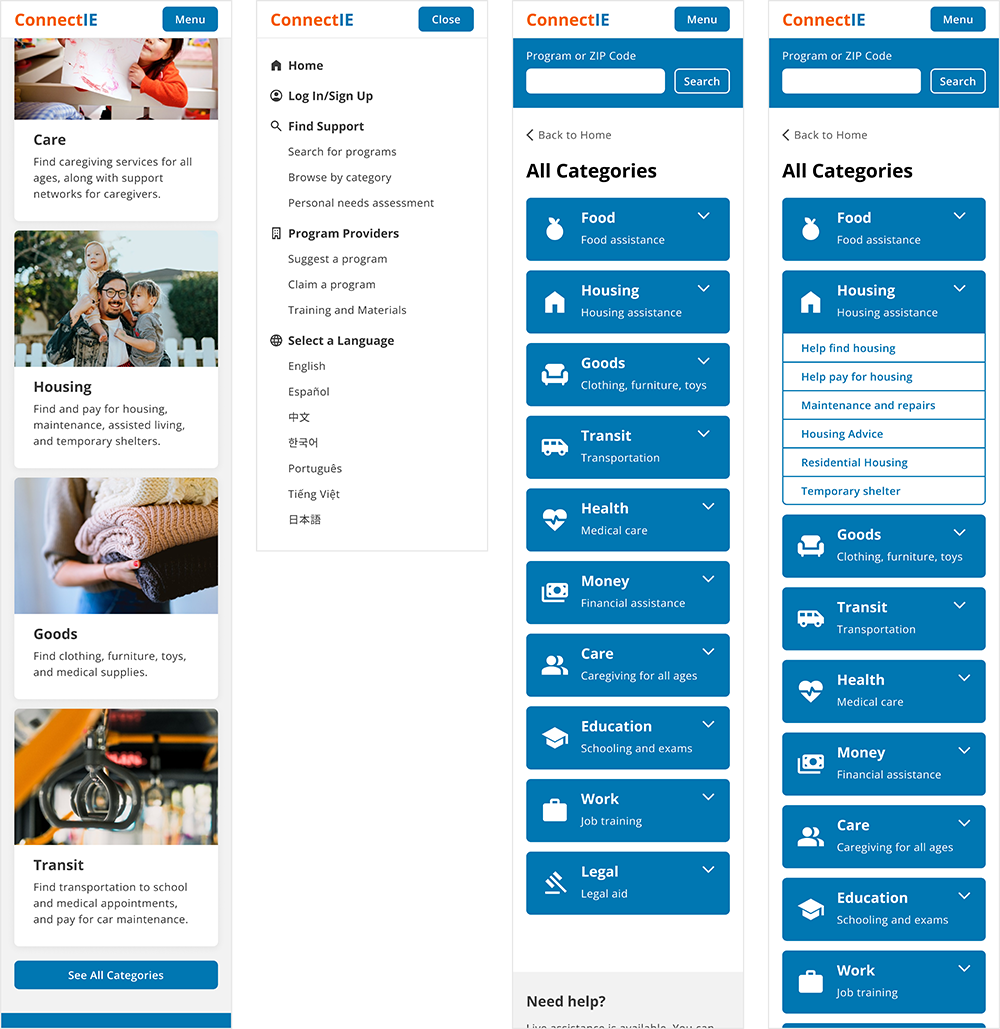 ConnectIE
Menu
Care
Find caregiving services for all
ages, along with support
networks for caregivers.
Housing
Find and pay for housing,
maintenance, assisted living,
and temporary shelters.
Goods
Find clothing, furniture, toys,
and medical supplies.
Transit
Find transportation to school
and medical appointments,
and pay for car maintenance.
See All Categories
ConnectIE
Close
Home
Log In/Sign Up
Find Support
Search for programs
Browse by category
Personal needs assessment
Program Providers
Suggest a program
Claim a program
Training and Materials
Select a Language
English
Español
中文
한국어
Português
Tiếng Việt
日本語
ConnectIE
Menu
Program or ZIP Code
Search
Back to Home
All Categories
Food
Food assistance
Housing
Housing assistance
Goods
Clothing, furniture, toys
Transit
Transportation
Health
Medical care
Money
Financial assistance
Care
Caregiving for all ages
Education
Schooling and exams
Work
Job training
Legal
Legal aid
Need help?
Live assistance is available. You can
ConnectIE
Menu
Program or ZIP Code
Search
Back to Home
All Categories
Food
Food assistance
Housing
Housing assistance
Help find housing
Help pay for housing
Maintenance and repairs
Housing Advice
Residential Housing
Temporary shelter
Goods
Clothing, furniture, toys
Transit
Transportation
Health
Medical care
Money
Financial assistance
Care
Caregiving for all ages
Education
Schooling and exams
Work
Job training